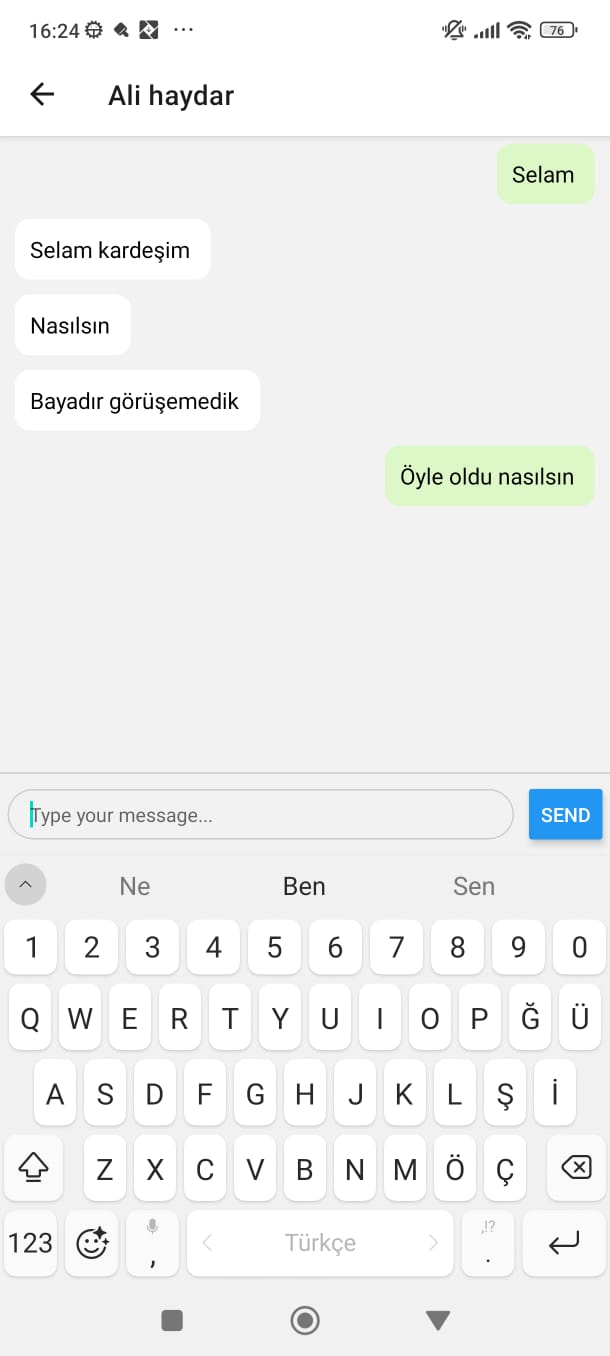 16:24
76
Ali haydar
Selam
Selam kardeşim
Nasılsın
Bayadır görüşemedik
Öyle oldu nasılsın
Type your message...
SEND
Ne Ben Sen
1 2 3 4 5 6 7 8 9 0
Q W E R T Y U I O P Ğ Ü
A S D F G H J K L Ş İ
Z X C V B N M Ö Ç
123 , Türkçe ,!? .